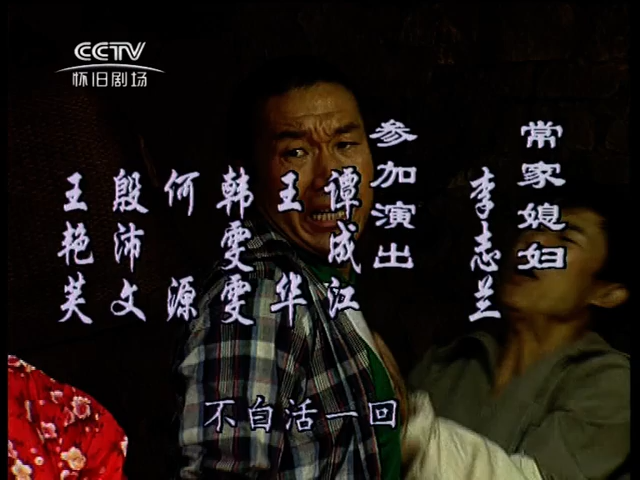 CCTV
怀旧剧场
常家媳妇
李志兰
参加演出
谭成江
王华
韩雯雯
何源
殷沛文
王艳芙
不白活一回